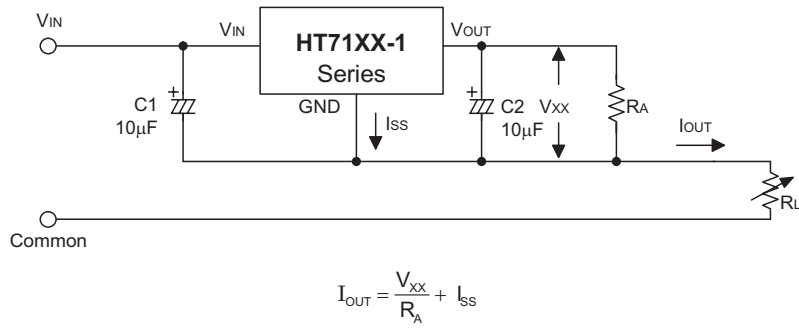 VIN
VIN
HT71XX-1
Series
VOUT
GND
C1
10μF
ISS
C2
10μF
VXX
RA
IOUT
RL
Common
IOUT = VXX/RA + ISS